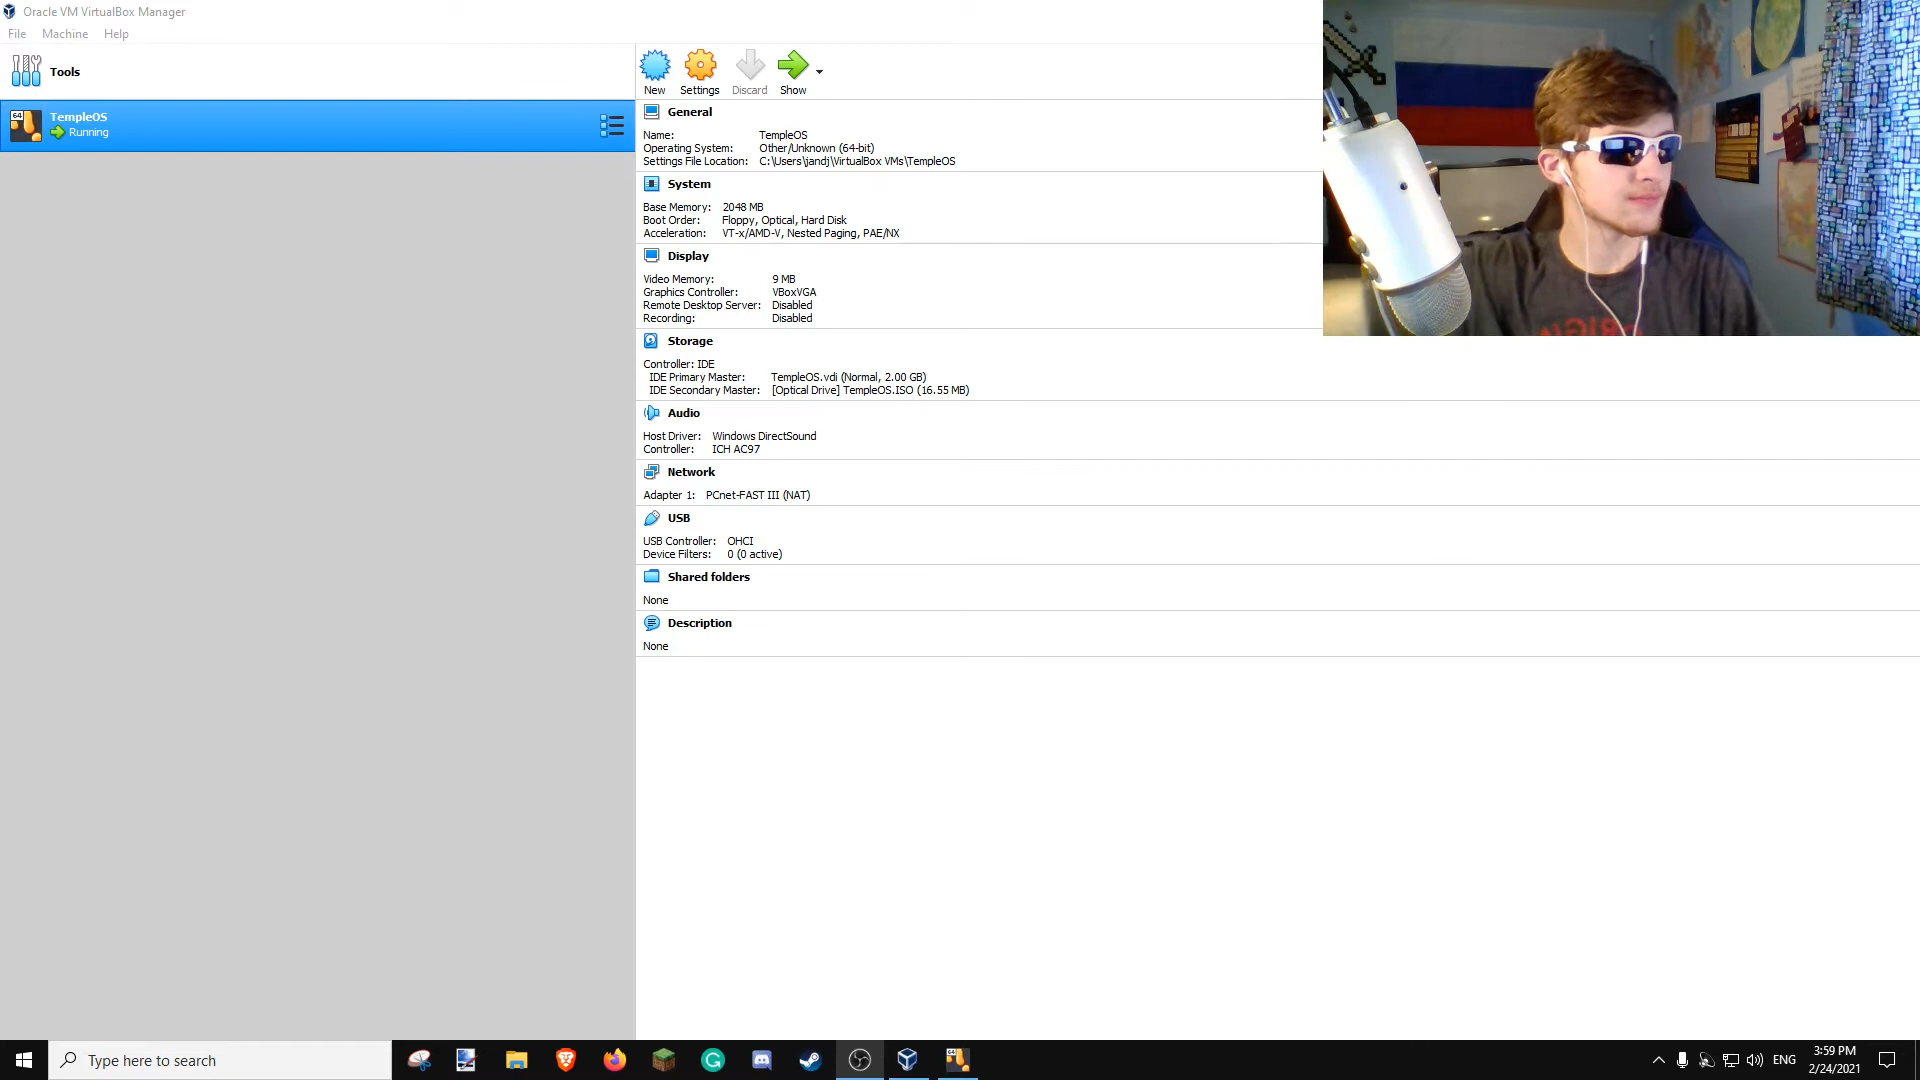 Oracle VM VirtualBox Manager
File Machine Help
Tools
64
TempleOS
Running
New Settings Discard Show
General
Name: TempleOS
Operating System: Other/Unknown (64-bit)
Settings File Location: C:\Users\jandj\VirtualBox VMs\TempleOS
System
Base Memory: 2048 MB
Boot Order: Floppy, Optical, Hard Disk
Acceleration: VT-x/AMD-V, Nested Paging, PAE/NX
Display
Video Memory: 9 MB
Graphics Controller: VBoxVGA
Remote Desktop Server: Disabled
Recording: Disabled
Storage
Controller: IDE
IDE Primary Master: TempleOS.vdi (Normal, 2.00 GB)
IDE Secondary Master: [Optical Drive] TempleOS.ISO (16.55 MB)
Audio
Host Driver: Windows DirectSound
Controller: ICH AC97
Network
Adapter 1: PCnet-FAST III (NAT)
USB
USB Controller: OHCI
Device Filters: 0 (0 active)
Shared folders
None
Description
None
Type here to search
64
ENG
3:59 PM
2/24/2021